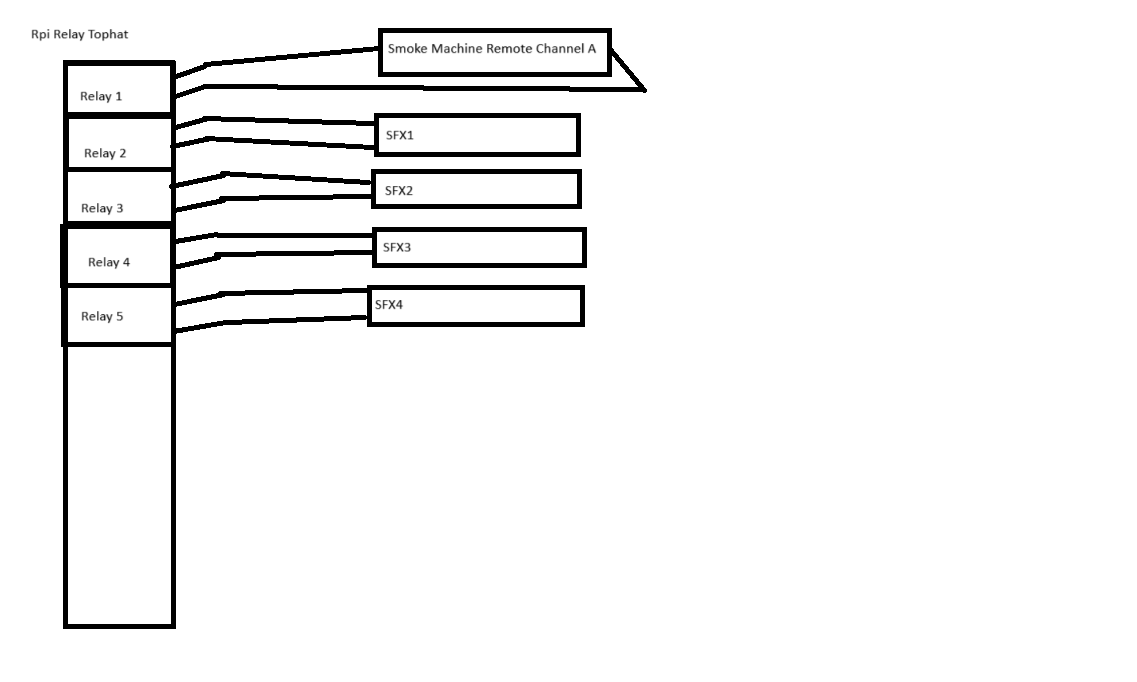 Rpi Relay Tophat
Smoke Machine Remote Channel A
Relay 1
SFX1
Relay 2
SFX2
Relay 3
SFX3
Relay 4
SFX4
Relay 5